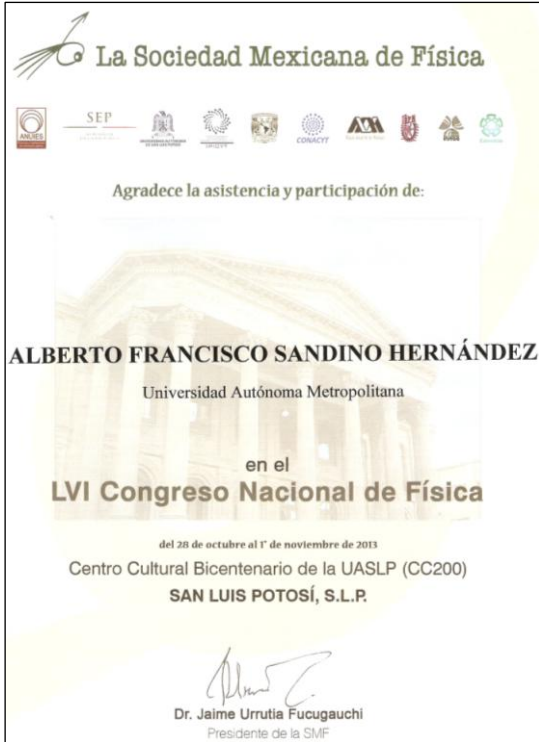 La Sociedad Mexicana de Física
ANUIES
SEP
CONACYT
Agradece la asistencia y participación de:
ALBERTO FRANCISCO SANDINO HERNÁNDEZ
Universidad Autónoma Metropolitana
en el
LVI Congreso Nacional de Física
del 28 de octubre al 1° de noviembre de 2013
Centro Cultural Bicentenario de la UASLP (CC200)
SAN LUIS POTOSÍ, S.L.P.
Dr. Jaime Urrutia Fucugauchi
Presidente de la SMF